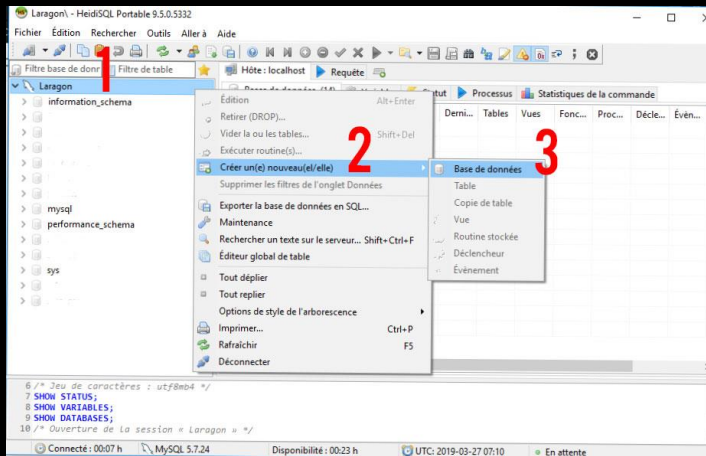 Laragon\ - HeidiSQL Portable 9.5.0.5332
Fichier Édition Rechercher Outils Aller à Aide
Filtre base de donn Filtre de table
Hôte : localhost Requête
1
Laragon
information_schema
mysql
performance_schema
sys
Statut Processus Statistiques de la commande
Derni... Tables Vues Fonc... Proc... Décle... Évén...
Édition Alt+Enter
Retirer (DROP)...
Vider la ou les tables... Shift+Del
Exécuter routine(s)...
2
Créer un(e) nouveau(el/elle)
Supprimer les filtres de l'onglet Données
Exporter la base de données en SQL...
Maintenance
Rechercher un texte sur le serveur... Shift+Ctrl+F
Éditeur global de table
Tout déplier
Tout replier
Options de style de l'arborescence
Imprimer... Ctrl+P
Rafraîchir F5
Déconnecter
3
Base de données
Table
Copie de table
Vue
Routine stockée
Déclencheur
Évènement
6 /* Jeu de caractères : utf8mb4 */
7 SHOW STATUS;
8 SHOW VARIABLES;
9 SHOW DATABASES;
10 /* Ouverture de la session « Laragon » */
Connecté : 00:07 h MySQL 5.7.24 Disponibilité : 00:23 h UTC: 2019-03-27 07:10 En attente